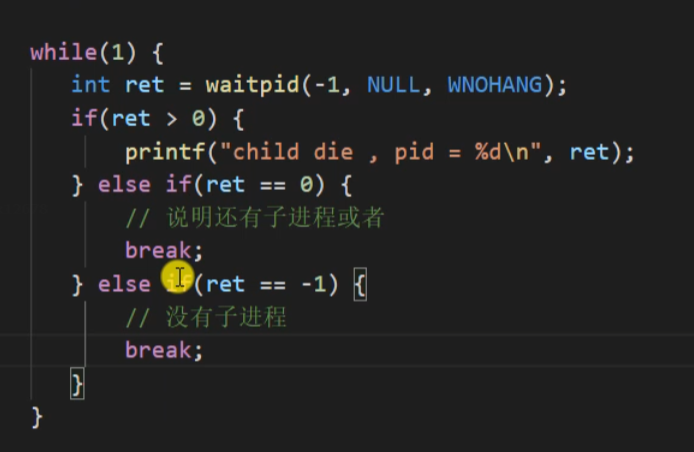 while(1) {
int ret = waitpid(-1, NULL, WNOHANG);
if(ret > 0) {
printf("child die , pid = %d\n", ret);
} else if(ret == 0) {
// 说明还有子进程或者
break;
} else if(ret == -1) {
// 没有子进程
break;
}
}